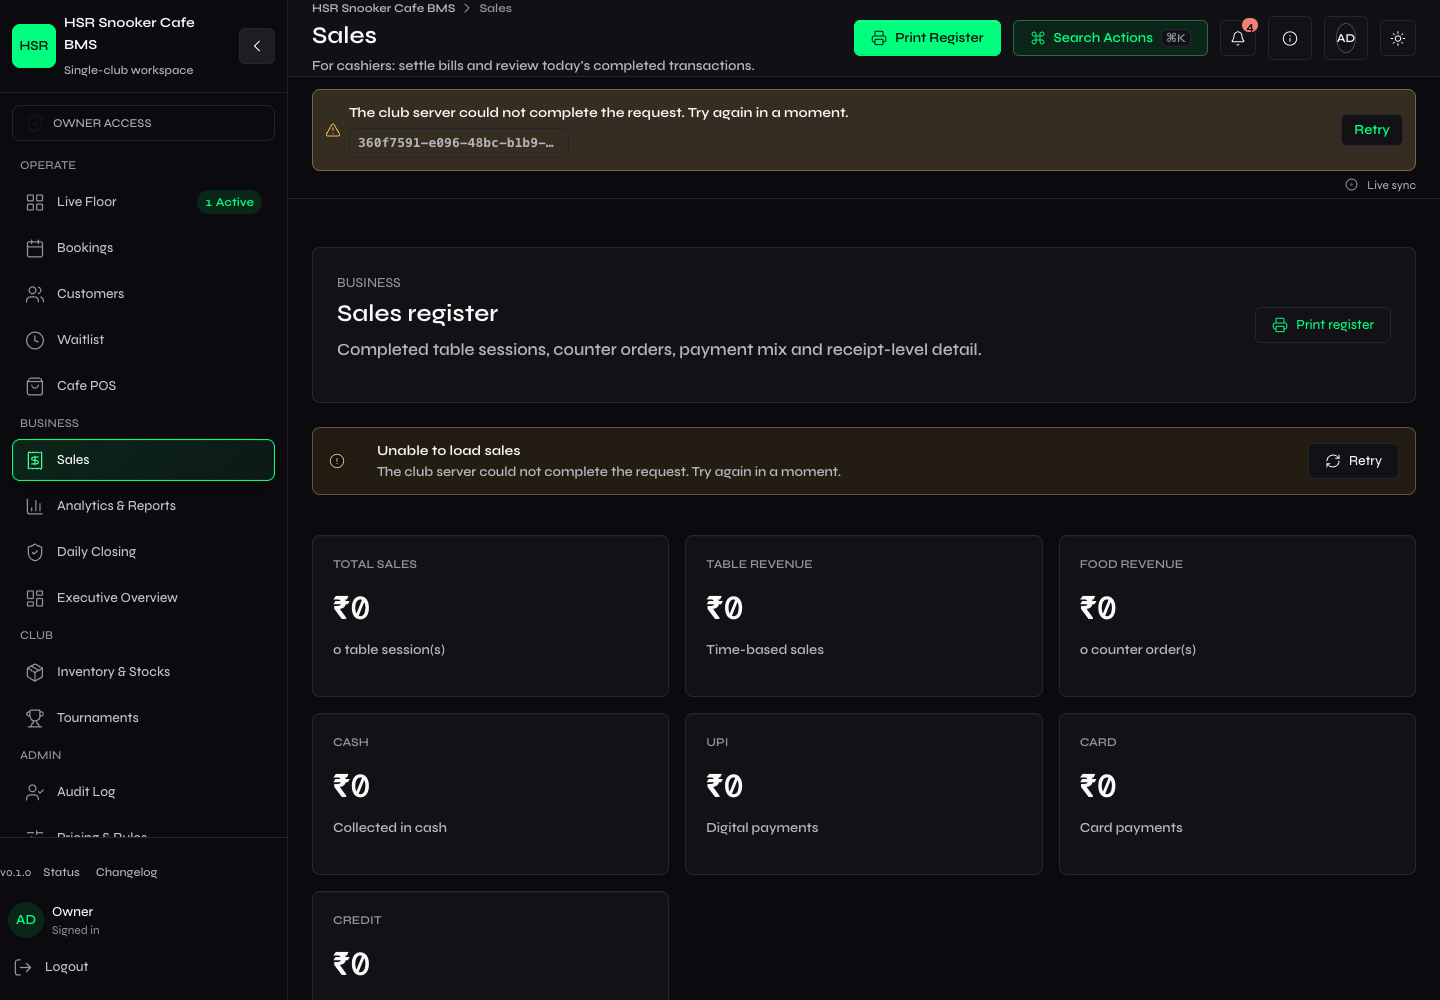 HSR
HSR Snooker Cafe
BMS
Single-club workspace
OWNER ACCESS
OPERATE
Live Floor
1 Active
Bookings
Customers
Waitlist
Cafe POS
BUSINESS
Sales
Analytics & Reports
Daily Closing
Executive Overview
CLUB
Inventory & Stocks
Tournaments
ADMIN
Audit Log
Pricing & Rules
v0.1.0 Status Changelog
AD
Owner
Signed in
Logout
HSR Snooker Cafe BMS > Sales
Sales
For cashiers: settle bills and review today's completed transactions.
Print Register
Search Actions ⌘K
4
AD
The club server could not complete the request. Try again in a moment.
360f7591-e096-48bc-b1b9-…
Retry
Live sync
BUSINESS
Sales register
Completed table sessions, counter orders, payment mix and receipt-level detail.
Print register
Unable to load sales
The club server could not complete the request. Try again in a moment.
Retry
TOTAL SALES
₹0
0 table session(s)
TABLE REVENUE
₹0
Time-based sales
FOOD REVENUE
₹0
0 counter order(s)
CASH
₹0
Collected in cash
UPI
₹0
Digital payments
CARD
₹0
Card payments
CREDIT
₹0